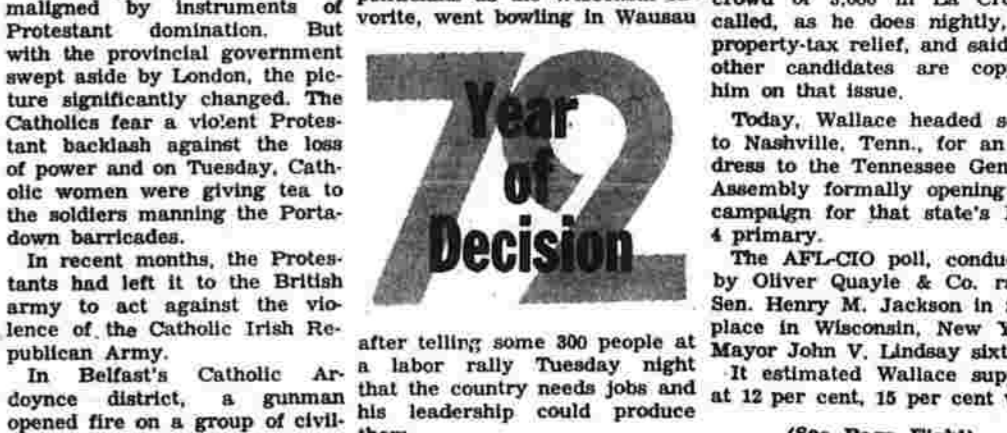 maligned by instruments of
Protestant domination. But
with the provincial government
swept aside by London, the pic-
ture significantly changed. The
Catholics fear a violent Protes-
tant backlash against the loss
of power and on Tuesday, Cath-
olic women were giving tea to
the soldiers manning the Porta-
down barricades.
In recent months, the Protes-
tants had left it to the British
army to act against the vio-
lence of the Catholic Irish Re-
publican Army.
In Belfast's Catholic Ar-
doynce district, a gunman
opened fire on a group of civil-
vorite, went bowling in Wausau
72
Year
of
Decision
after telling some 300 people at
a labor rally Tuesday night
that the country needs jobs and
his leadership could produce
called, as he does nightly,
property-tax relief, and said
other candidates are cop
him on that issue.
Today, Wallace headed s
to Nashville, Tenn., for an
dress to the Tennessee Gen
Assembly formally opening
campaign for that state's
4 primary.
The AFL-CIO poll, condu
by Oliver Quayle & Co. r
Sen. Henry M. Jackson in
place in Wisconsin, New
Mayor John V. Lindsay sixt
It estimated Wallace sup
at 12 per cent, 15 per cent